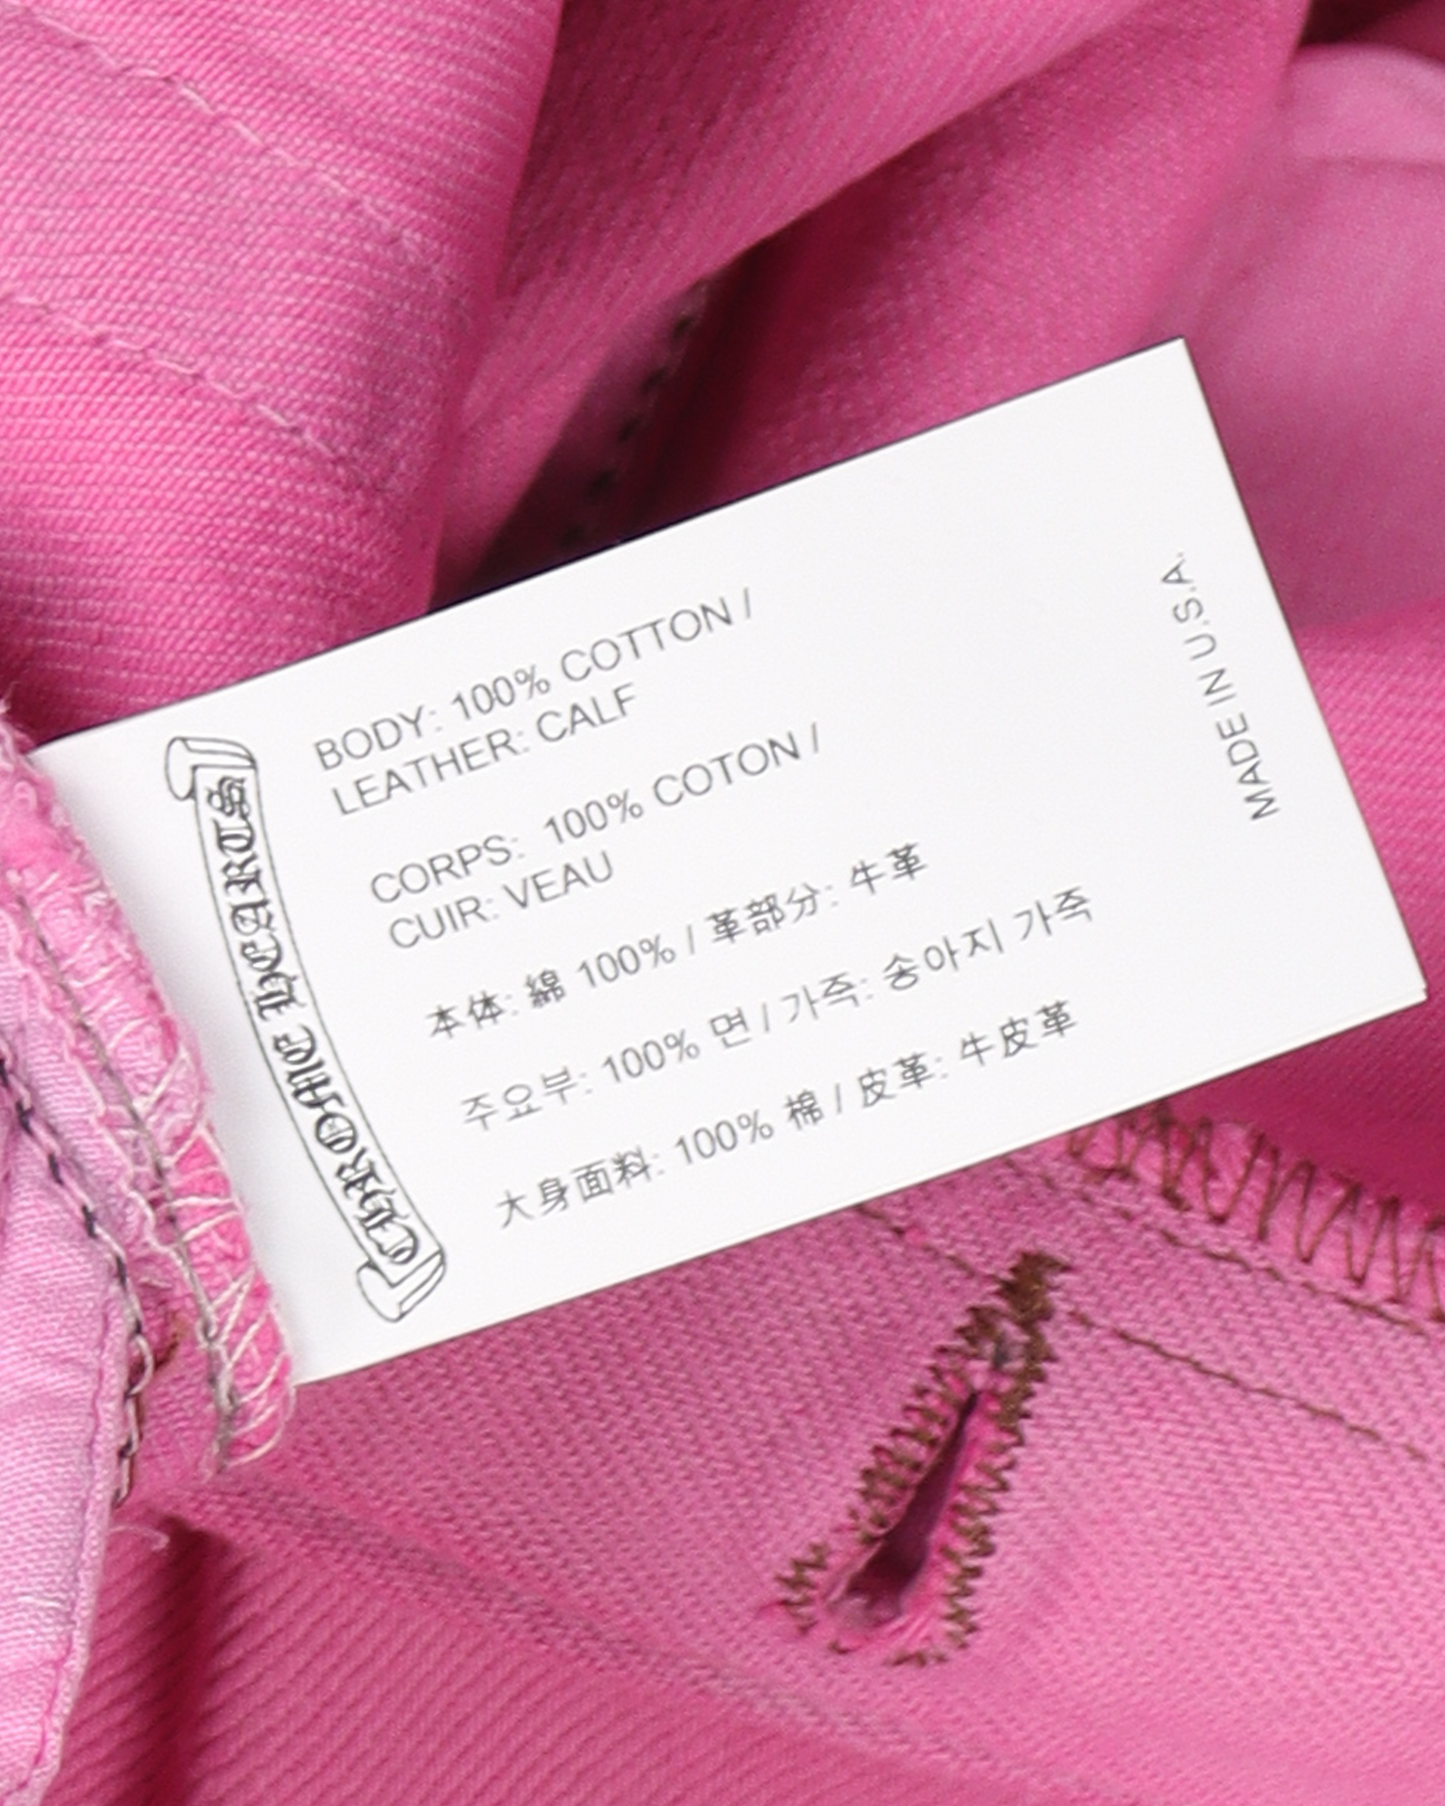 CHROME HEARTS
BODY: 100% COTTON /
LEATHER: CALF
CORPS: 100% COTON /
CUIR: VEAU
本体: 綿 100% / 革部分: 牛革
주요부: 100% 면 / 가죽: 송아지 가죽
大身面料: 100% 棉 / 皮革: 牛皮革
MADE IN U.S.A.